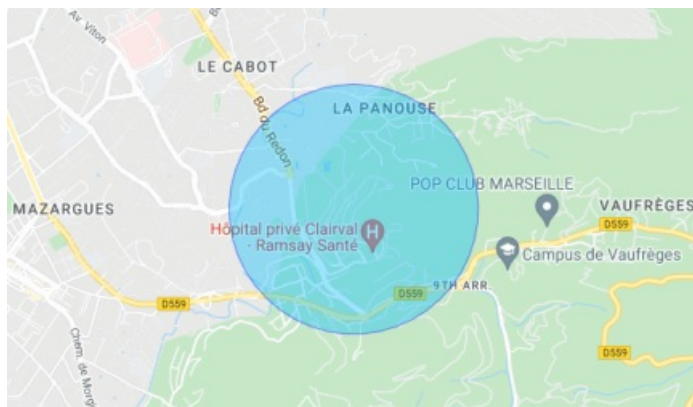 Av. Viton
LE CABOT
Bd du Redon
LA PANOUSE
POP CLUB MARSEILLE
MAZARGUES
VAUFRÈGES
D559
Hôpital privé Clairval
- Ramsay Santé
H
Campus de Vaufrèges
9TH ARR.
D559
D559
D559
Chem. de Morgi